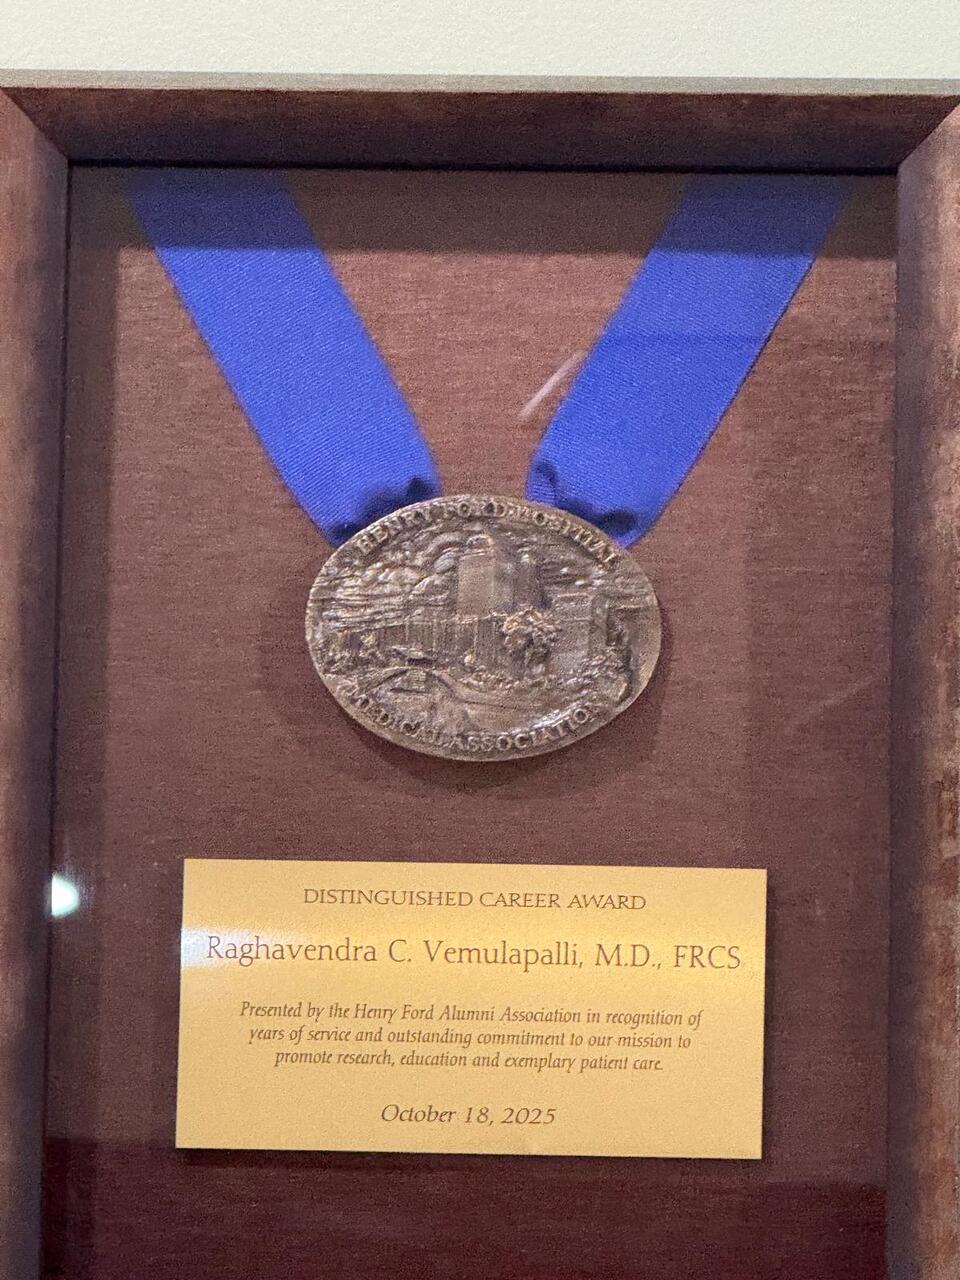 HENRY FORD HOSPITAL
MEDICAL ASSOCIATION
DISTINGUISHED CAREER AWARD
Raghavendra C. Vemulapalli, M.D., FRCS
Presented by the Henry Ford Alumni Association in recognition of
years of service and outstanding commitment to our mission to
promote research, education and exemplary patient care.
October 18, 2025